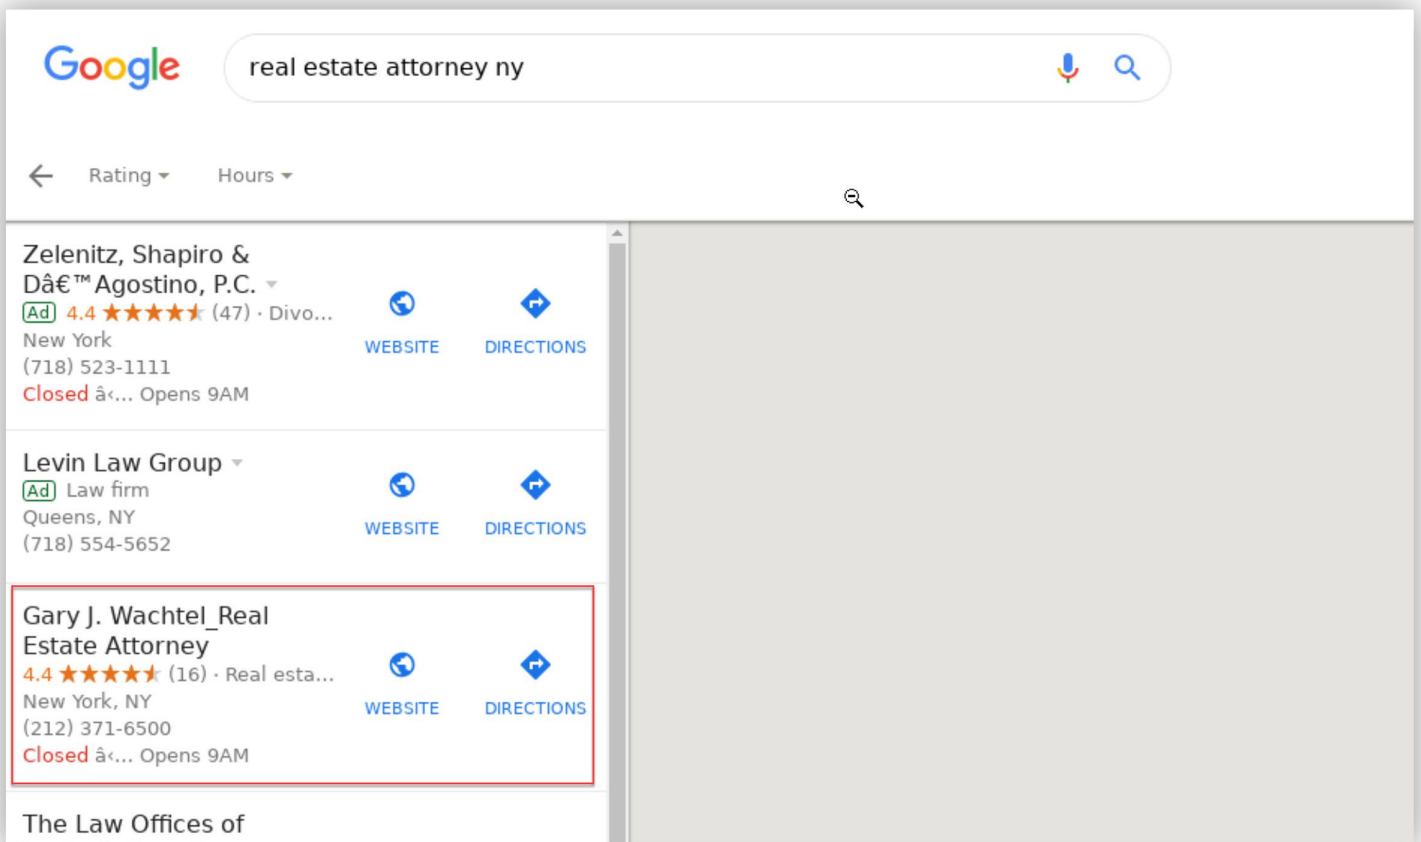 Google
real estate attorney ny
Rating
Hours
Zelenitz, Shapiro &
Dâ€™Agostino, P.C.
Ad 4.4 (47) · Divo...
New York
(718) 523-1111
Closed â‹… Opens 9AM
WEBSITE
DIRECTIONS
Levin Law Group
Ad Law firm
Queens, NY
(718) 554-5652
WEBSITE
DIRECTIONS
Gary J. Wachtel_Real
Estate Attorney
4.4 (16) · Real esta...
New York, NY
(212) 371-6500
Closed â‹… Opens 9AM
WEBSITE
DIRECTIONS
The Law Offices of